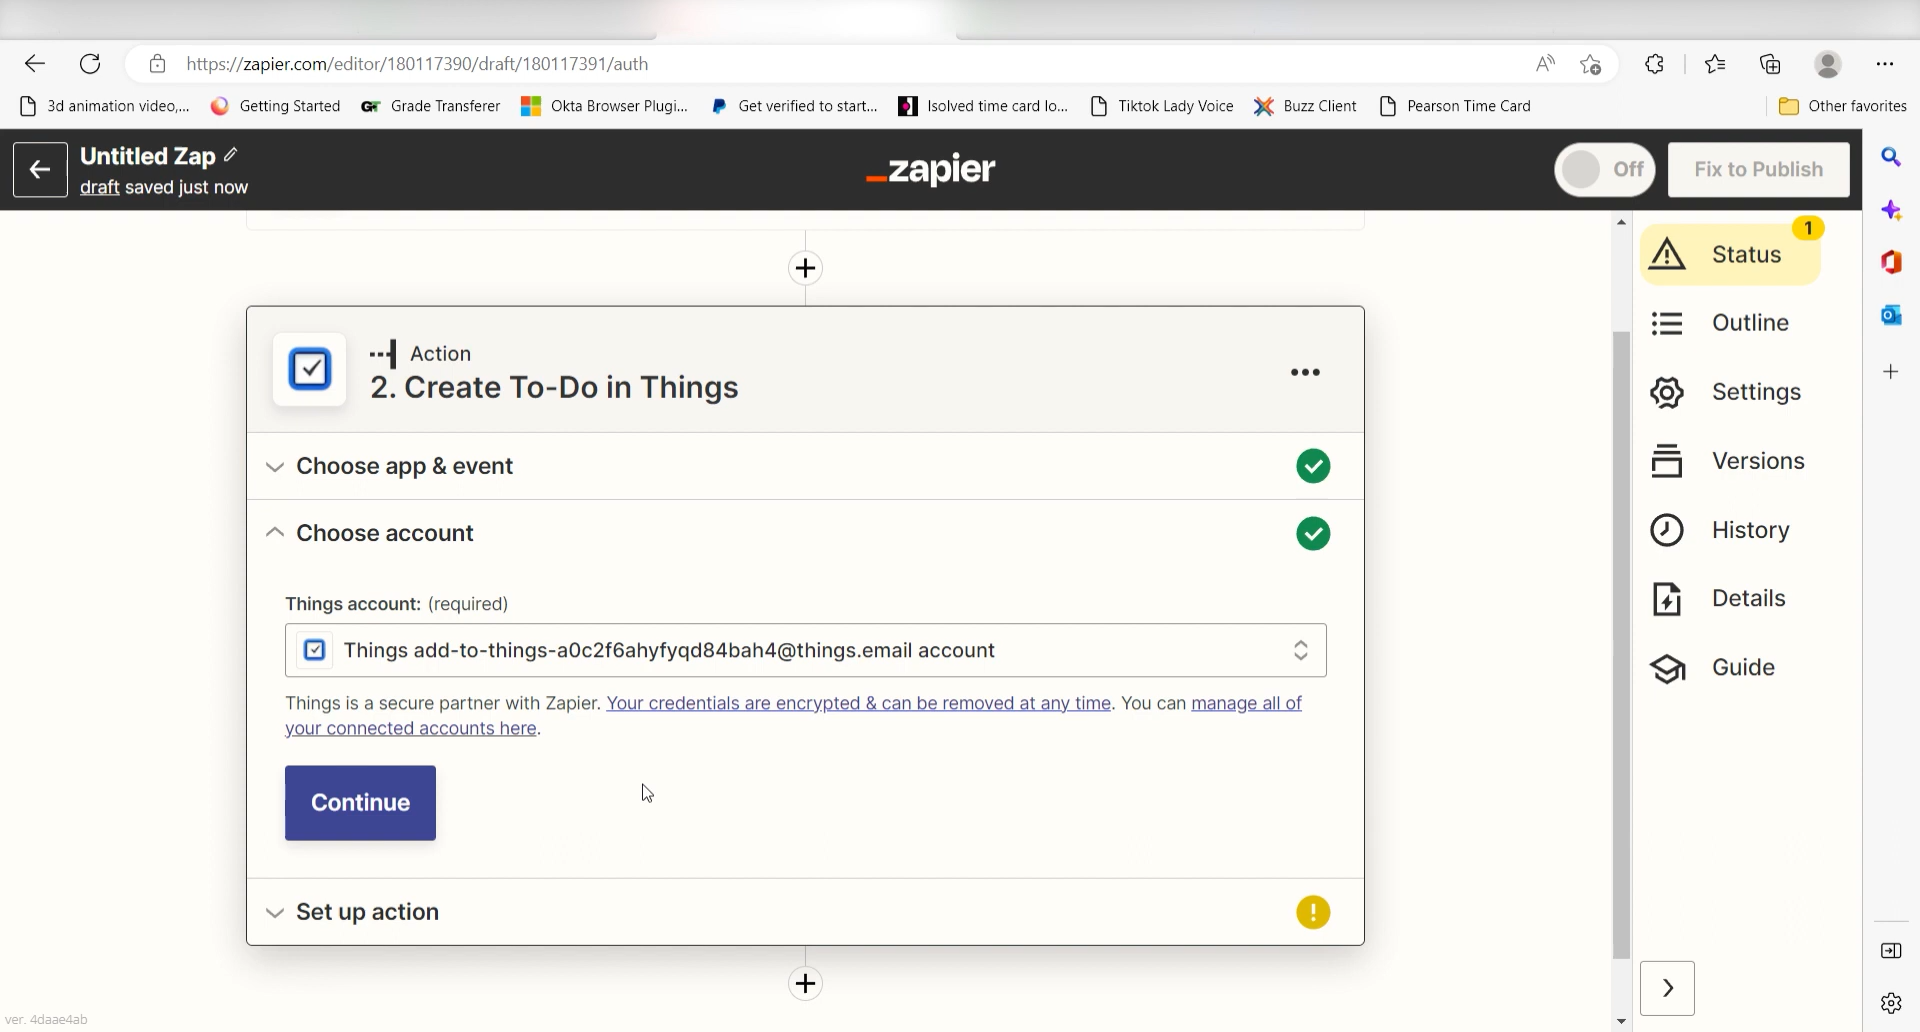 https://zapier.com/editor/180117390/draft/180117391/auth
3d animation video,... Getting Started Grade Transferer Okta Browser Plugi... Get verified to start... Isolved time card lo... Tiktok Lady Voice Buzz Client Pearson Time Card Other favorites
Untitled Zap
draft saved just now
zapier
Off
Fix to Publish
1
Status
Outline
Settings
Versions
History
Details
Guide
Action
2. Create To-Do in Things
Choose app & event
Choose account
Things account: (required)
Things add-to-things-a0c2f6ahyfyqd84bah4@things.email account
Things is a secure partner with Zapier. Your credentials are encrypted & can be removed at any time. You can manage all of
your connected accounts here.
Continue
Set up action
ver. 4daae4ab